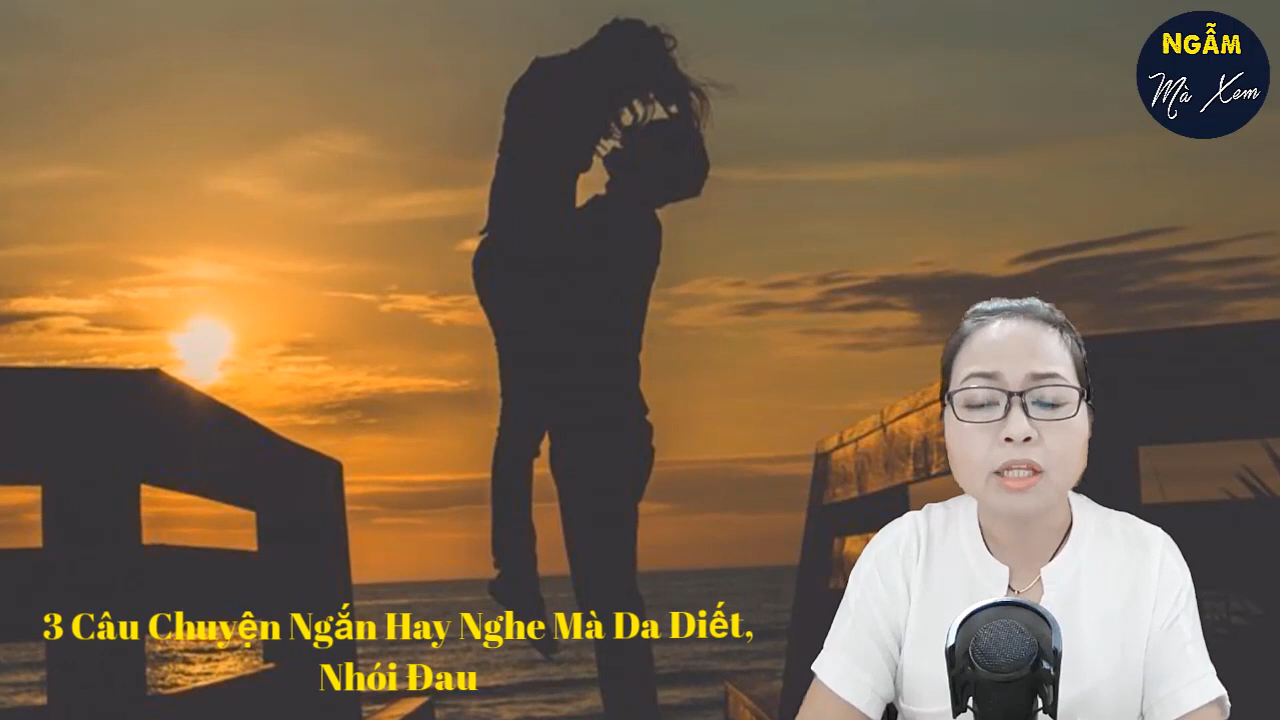 NGẪM
Mà Xem
3 Câu Chuyện Ngắn Hay Nghe Mà Da Diết,
Nhói Đau